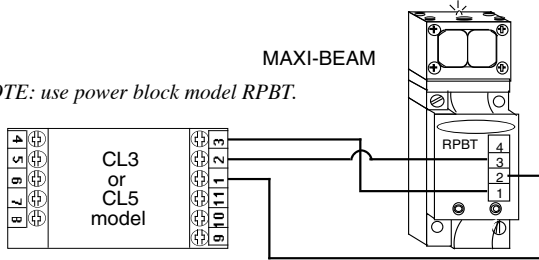 MAXI-BEAM
OTE: use power block model RPBT.
RPBT
4
3
2
1
4
5
6
7
8
CL3
or
CL5
model
3
2
1
11
10
9